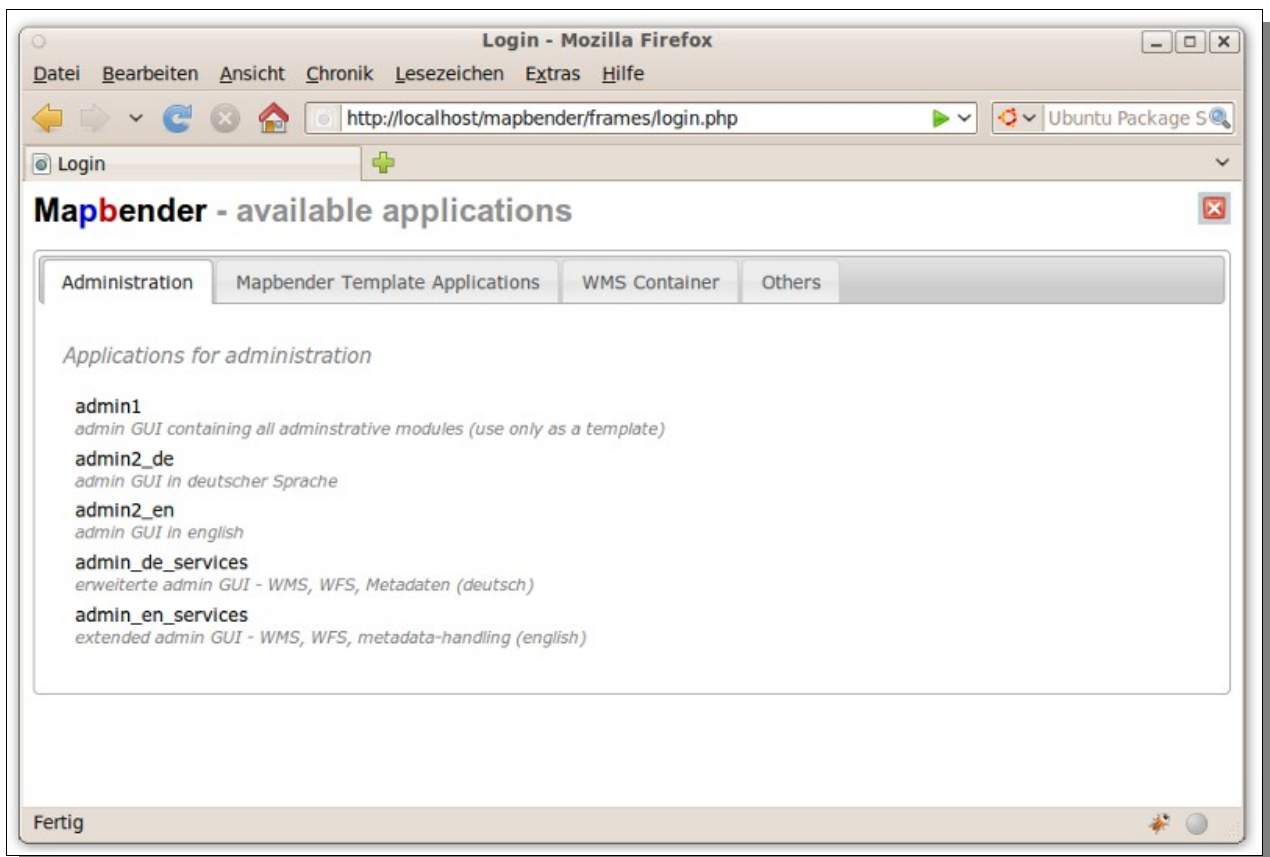 Login - Mozilla Firefox
Datei Bearbeiten Ansicht Chronik Lesezeichen Extras Hilfe
http://localhost/mapbender/frames/login.php Ubuntu Package S
Login
Mapbender - available applications
Administration Mapbender Template Applications WMS Container Others
Applications for administration
admin1
admin GUI containing all adminstrative modules (use only as a template)
admin2_de
admin GUI in deutscher Sprache
admin2_en
admin GUI in english
admin_de_services
erweiterte admin GUI - WMS, WFS, Metadaten (deutsch)
admin_en_services
extended admin GUI - WMS, WFS, metadata-handling (english)
Fertig